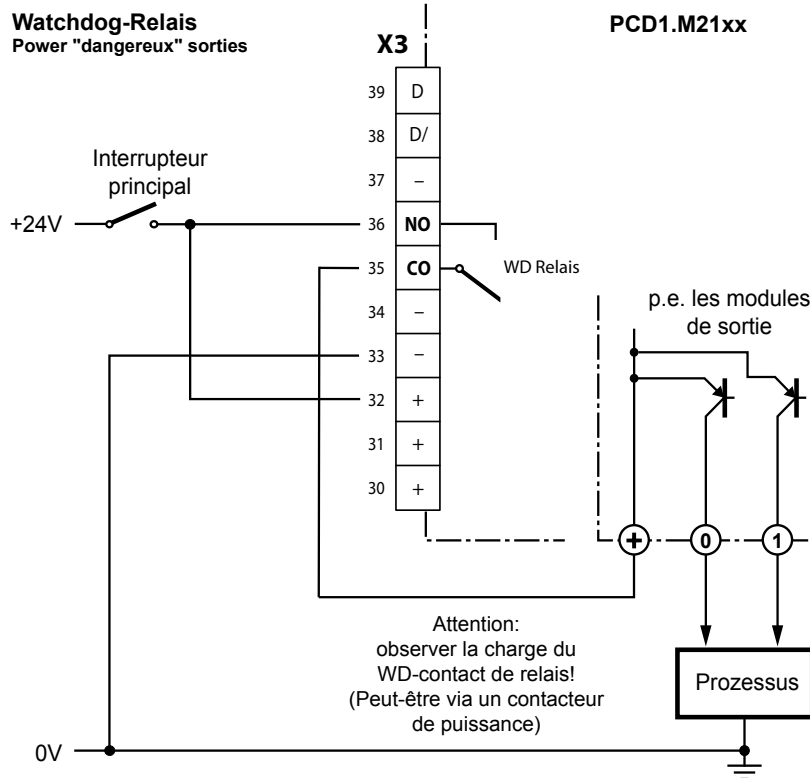 Watchdog-Relais
Power "dangereux" sorties
PCD1.M21xx
X3
39 D
38 D/
37 –
Interrupteur
principal
+24V
36 NO
35 CO
WD Relais
34 –
33 –
32 +
31 +
30 +
p.e. les modules
de sortie
+ 0 1
Attention:
observer la charge du
WD-contact de relais!
(Peut-être via un contacteur
de puissance)
Prozessus
0V